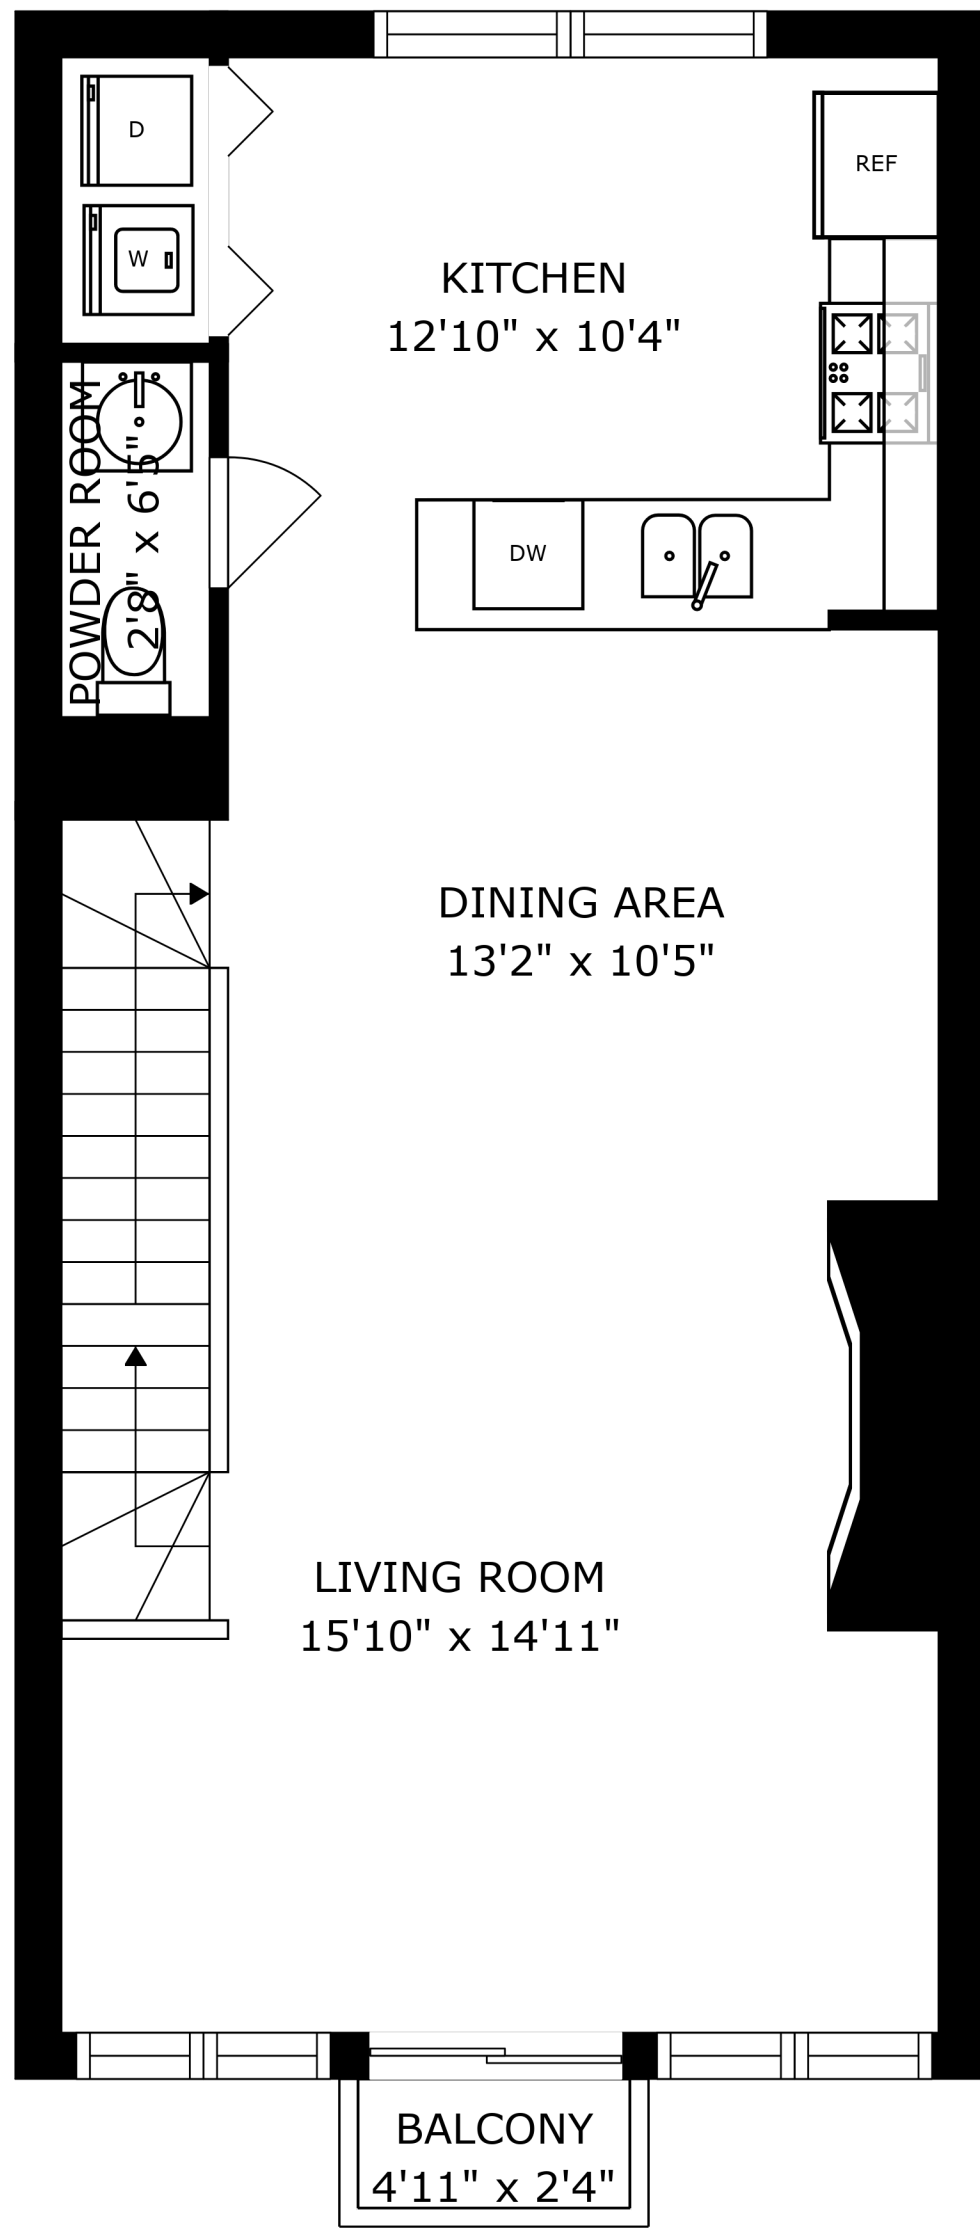 D
REF
W
KITCHEN
12'10" x 10'4"
POWDER ROOM
2'8" x 6'5"
DW
DINING AREA
13'2" x 10'5"
LIVING ROOM
15'10" x 14'11"
BALCONY
4'11" x 2'4"